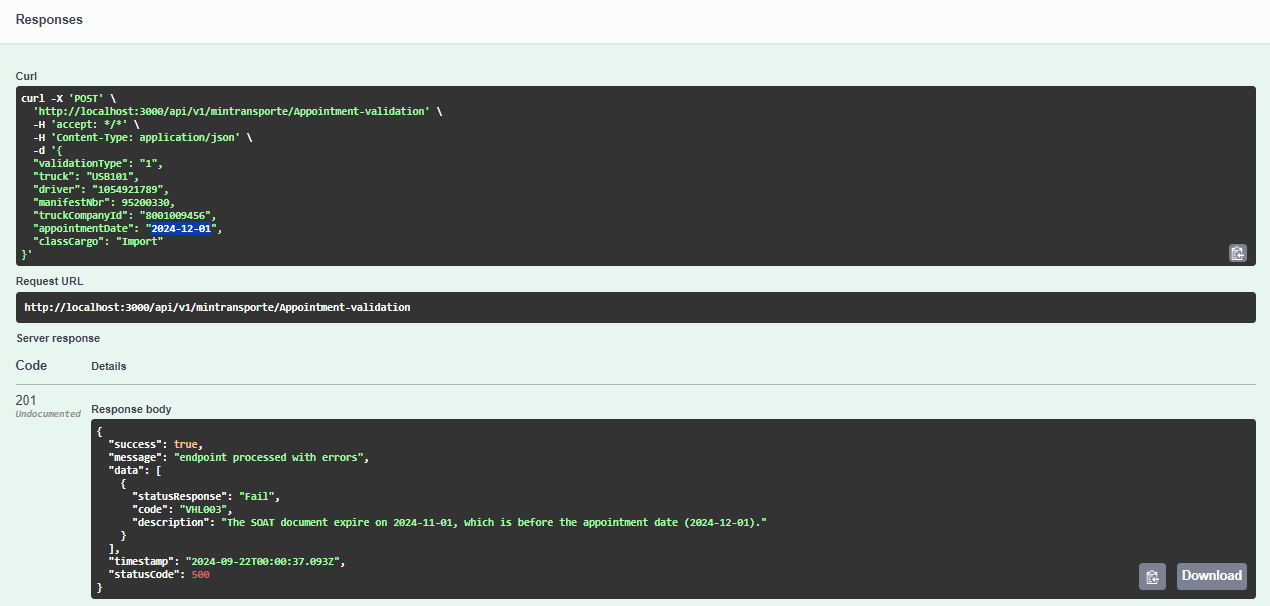 Responses
Curl
curl -X 'POST' \
  'http://localhost:3000/api/v1/mintransporte/Appointment-validation' \
  -H 'accept: */*' \
  -H 'Content-Type: application/json' \
  -d '{
  "validationType": "1",
  "truck": "USB101",
  "driver": "1054921789",
  "manifestNbr": 95200330,
  "truckCompanyId": "8001009456",
  "appointmentDate": "2024-12-01",
  "classCargo": "Import"
}'
Request URL
http://localhost:3000/api/v1/mintransporte/Appointment-validation
Server response
Code Details
201
Undocumented
Response body
{
  "success": true,
  "message": "endpoint processed with errors",
  "data": [
    {
      "statusResponse": "Fail",
      "code": "VHL003",
      "description": "The SOAT document expire on 2024-11-01, which is before the appointment date (2024-12-01)."
    }
  ],
  "timestamp": "2024-09-22T00:00:37.093Z",
  "statusCode": 500
}
Download